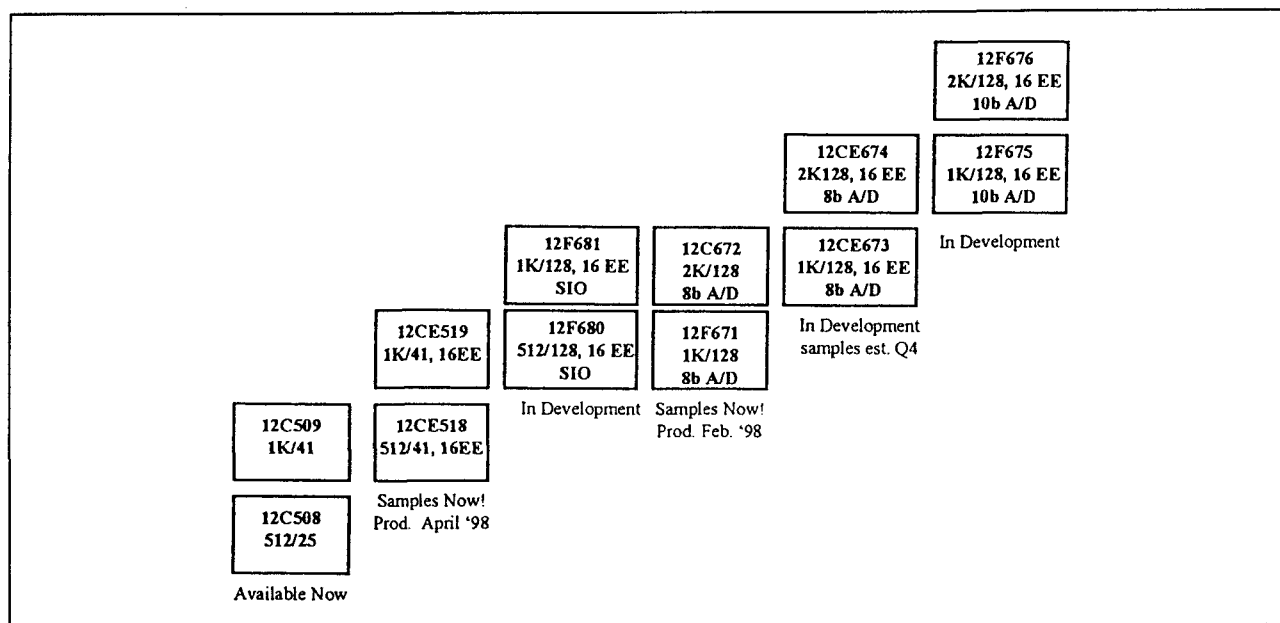 12F676
2K/128, 16 EE
10b A/D
12CE674
2K128, 16 EE
8b A/D
12F675
1K/128, 16 EE
10b A/D
In Development
12F681
1K/128, 16 EE
SIO
12C672
2K/128
8b A/D
12CE673
1K/128, 16 EE
8b A/D
In Development
samples est. Q4
12CE519
1K/41, 16EE
12F680
512/128, 16 EE
SIO
12F671
1K/128
8b A/D
In Development
Samples Now!
Prod. Feb. ‘98
12C509
1K/41
12CE518
512/41, 16EE
Samples Now!
Prod. April ‘98
12C508
512/25
Available Now